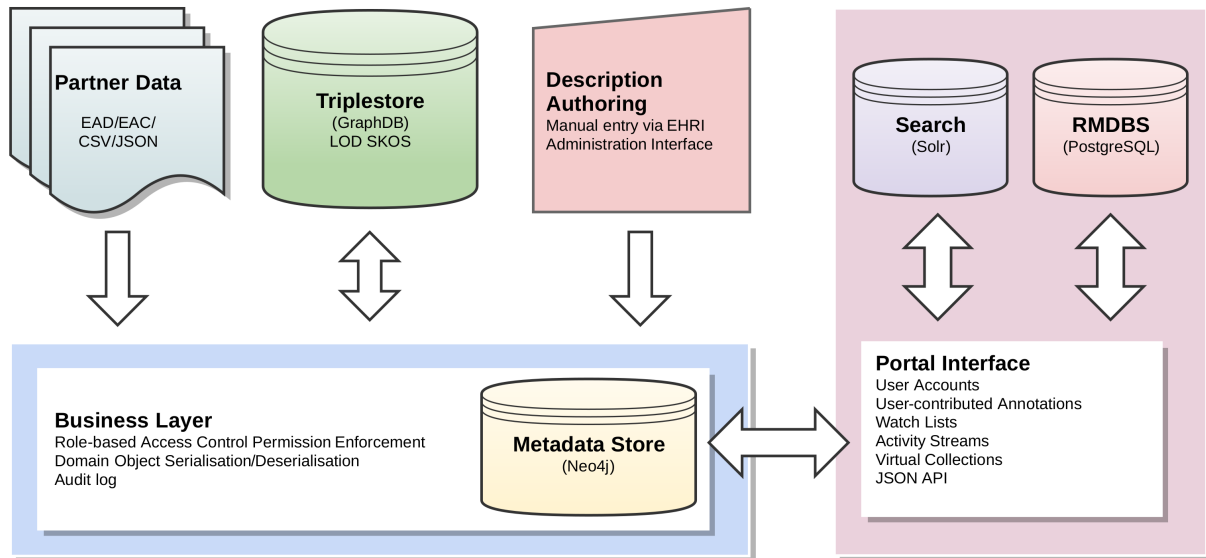 Partner Data
EAD/EAC/
CSV/JSON
Triplestore
(GraphDB)
LOD SKOS
Description
Authoring
Manual entry via EHRI
Administration Interface
Search
(Solr)
RMDBS
(PostgreSQL)
Business Layer
Role-based Access Control Permission Enforcement
Domain Object Serialisation/Deserialisation
Audit log
Metadata Store
(Neo4j)
Portal Interface
User Accounts
User-contributed Annotations
Watch Lists
Activity Streams
Virtual Collections
JSON API